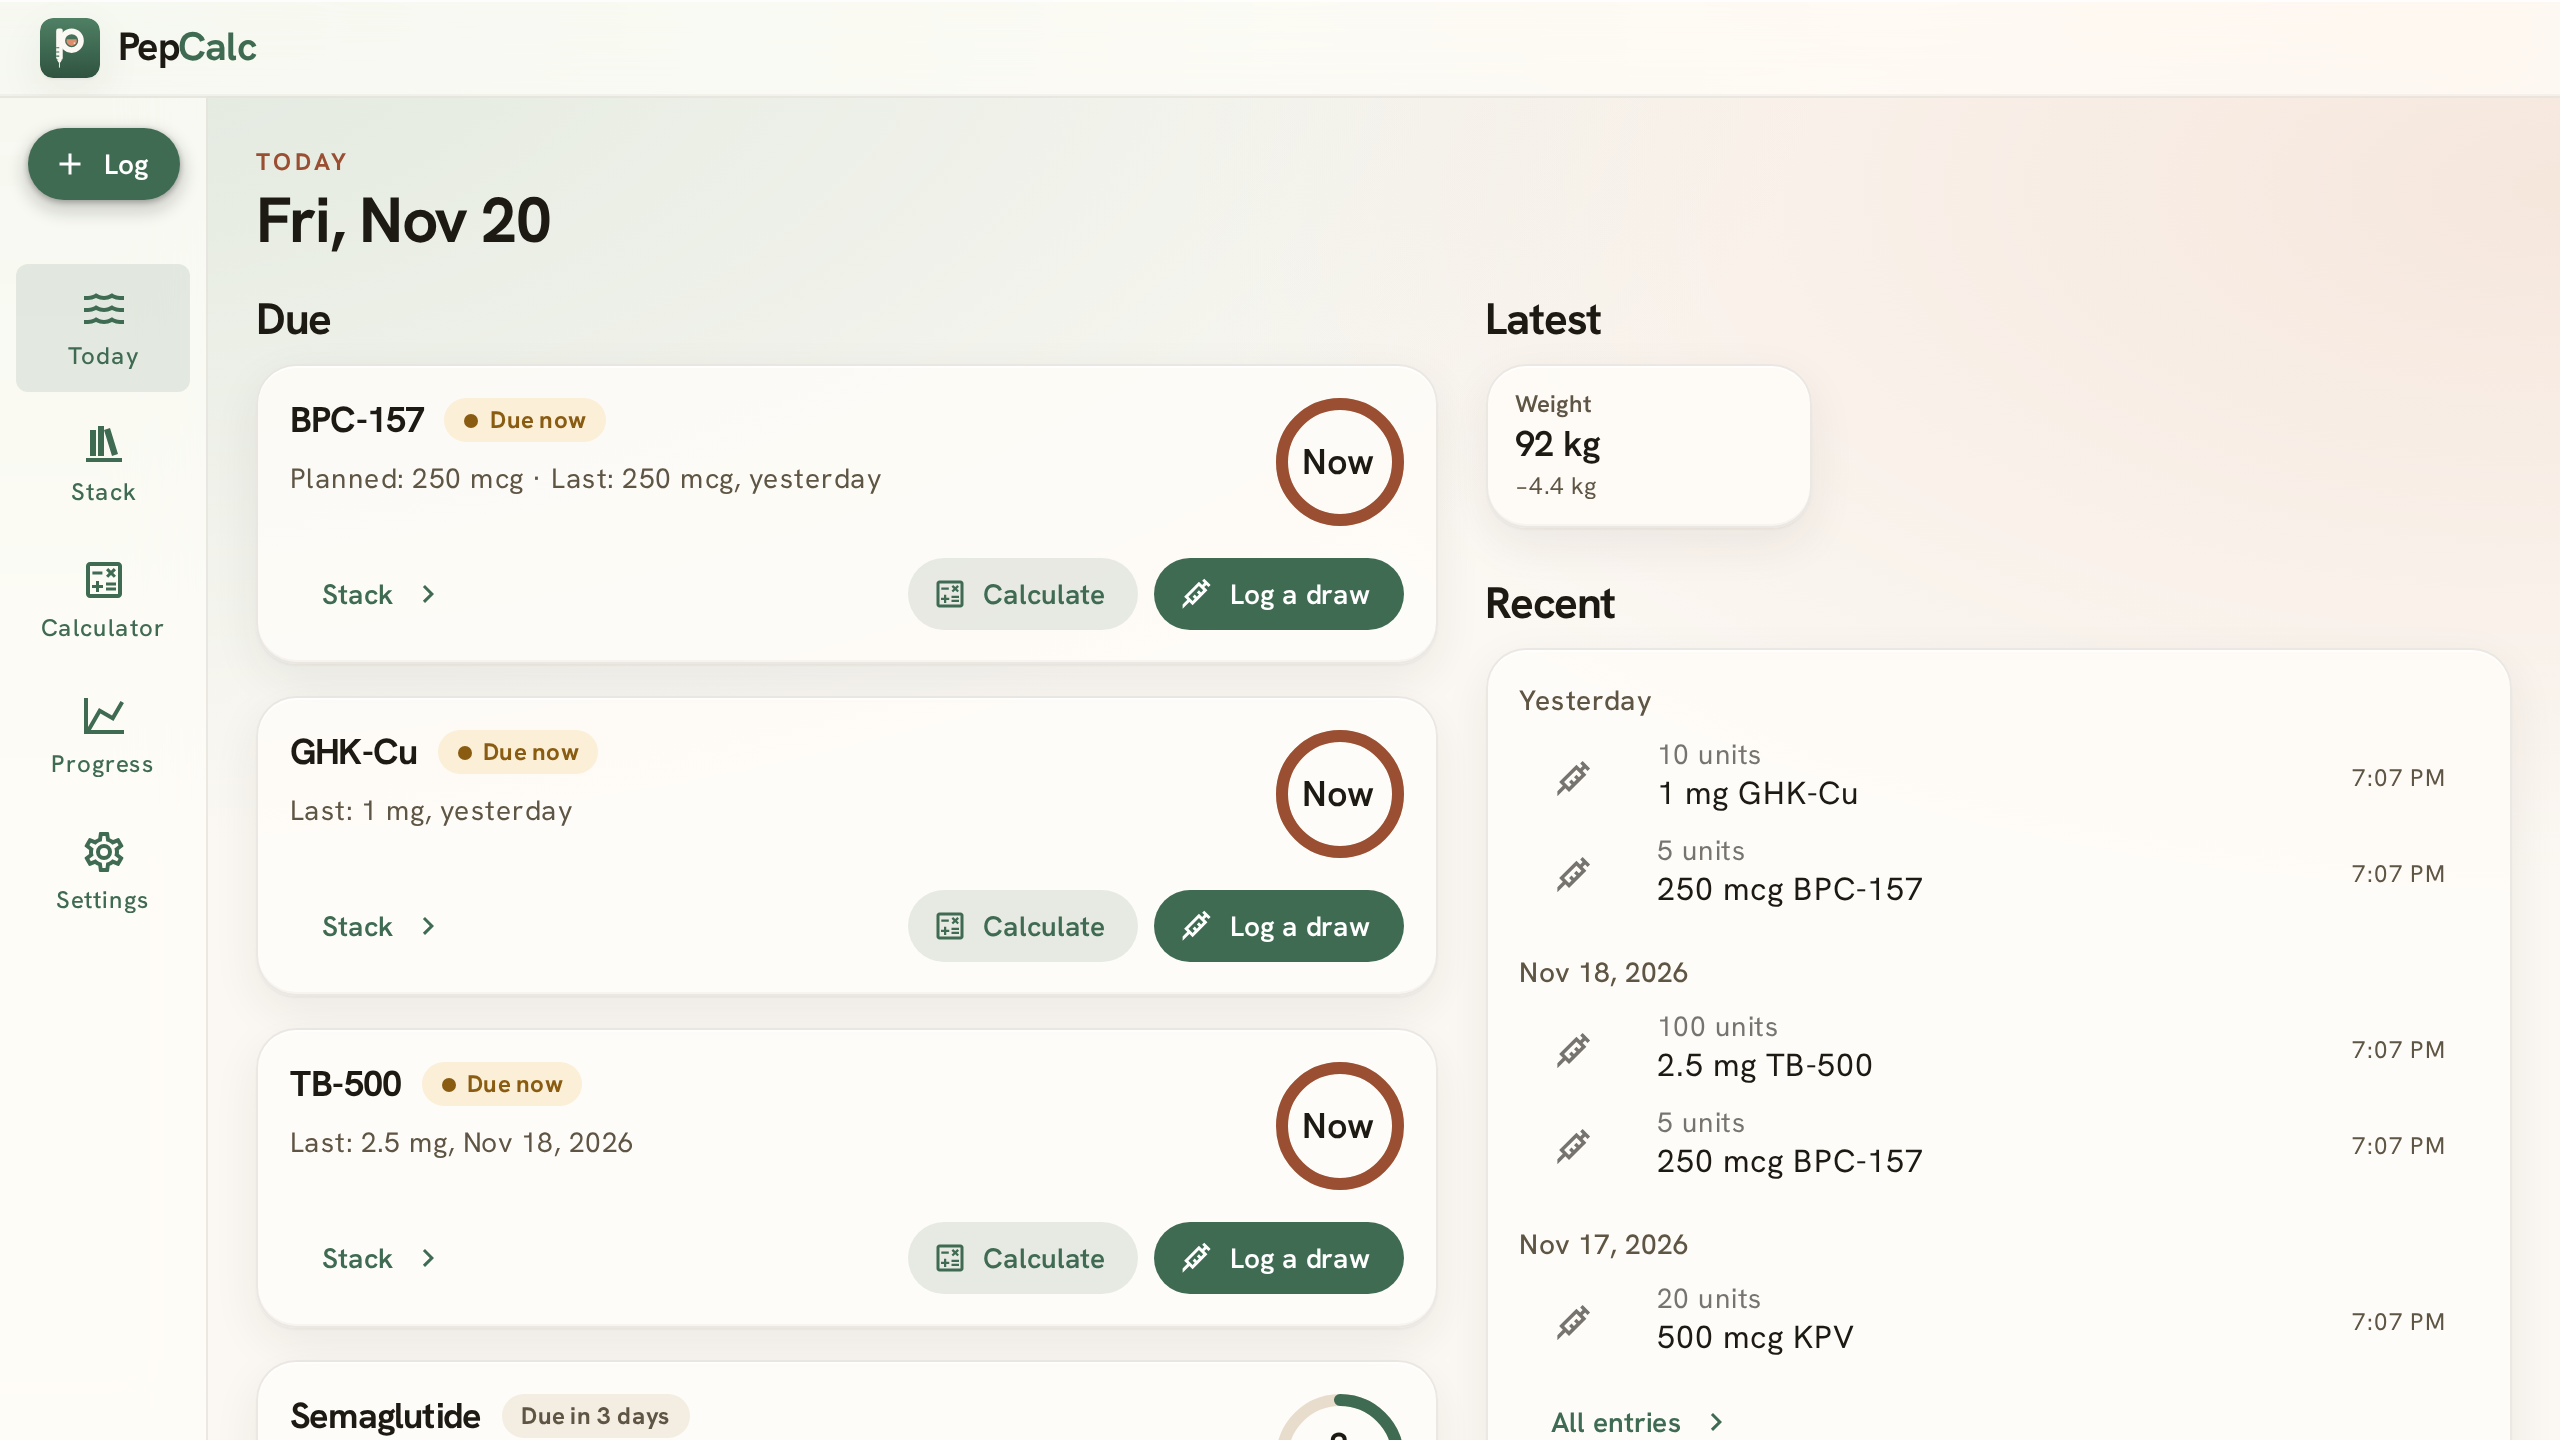 PepCalc
Log
Today
Stack
Calculator
Progress
Settings
TODAY
Fri, Nov 20
Due
BPC-157
Due now
Planned: 250 mcg · Last: 250 mcg, yesterday
Now
Stack
Calculate
Log a draw
GHK-Cu
Due now
Last: 1 mg, yesterday
Now
Stack
Calculate
Log a draw
TB-500
Due now
Last: 2.5 mg, Nov 18, 2026
Now
Stack
Calculate
Log a draw
Semaglutide
Due in 3 days
Latest
Weight
92 kg
−4.4 kg
Recent
Yesterday
10 units
1 mg GHK-Cu
7:07 PM
5 units
250 mcg BPC-157
7:07 PM
Nov 18, 2026
100 units
2.5 mg TB-500
7:07 PM
5 units
250 mcg BPC-157
7:07 PM
Nov 17, 2026
20 units
500 mcg KPV
7:07 PM
All entries